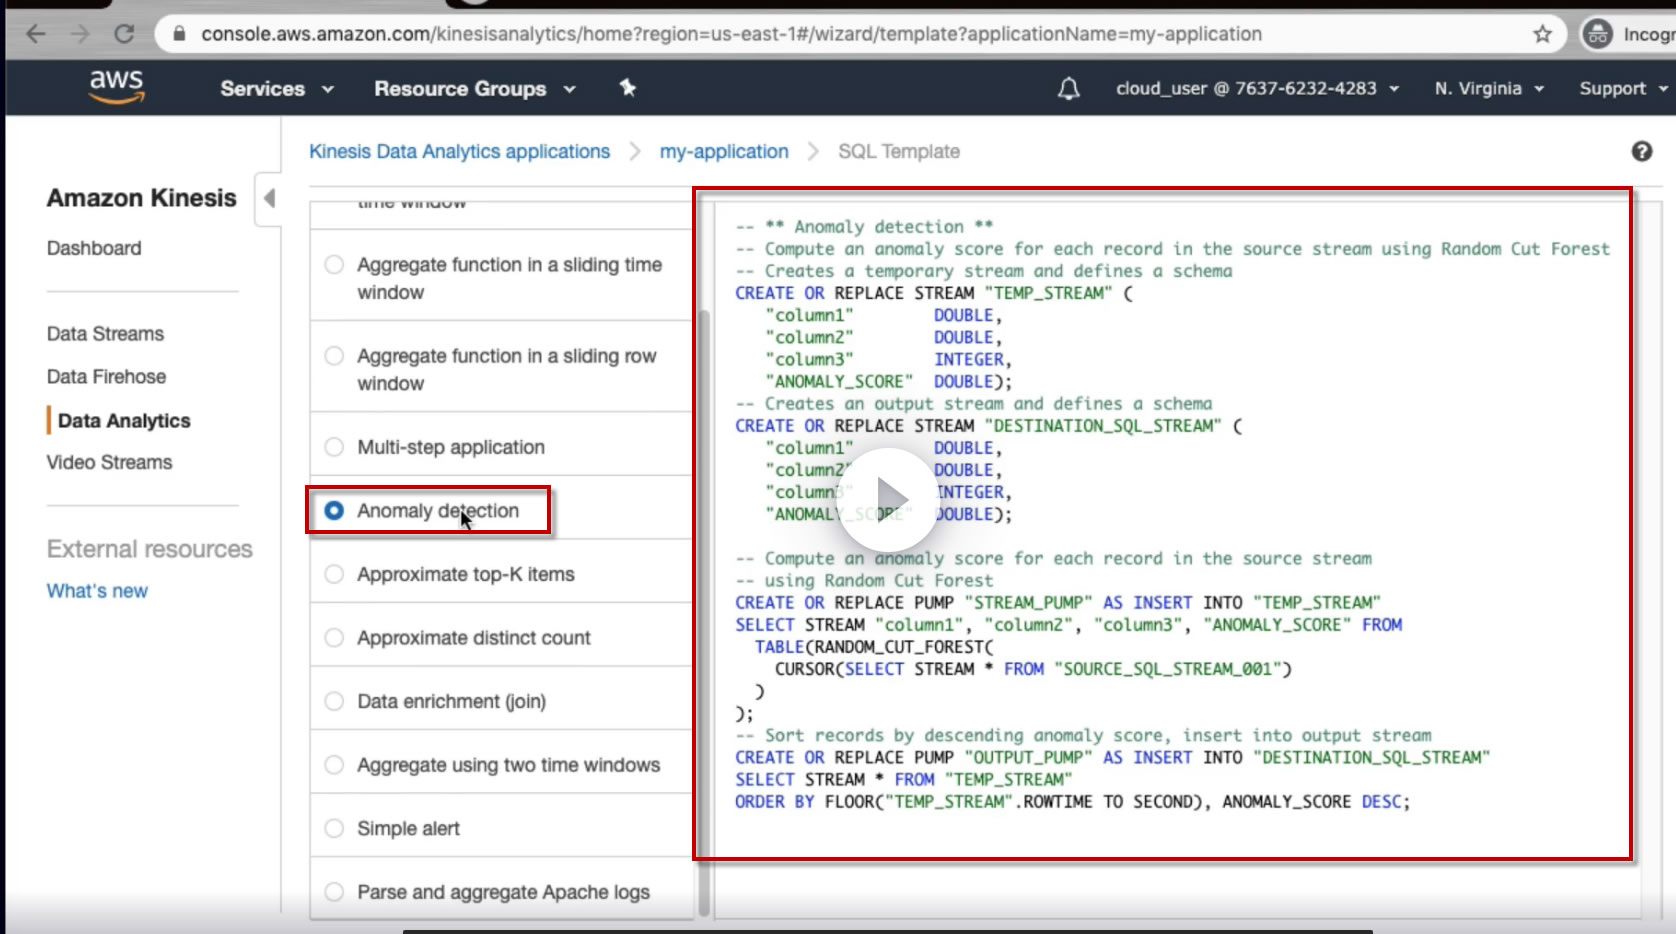 console.aws.amazon.com/kinesisanalytics/home?region=us-east-1#/wizard/template?applicationName=my-application
aws
Services
Resource Groups
cloud_user @ 7637-6232-4283
N. Virginia
Support
Kinesis Data Analytics applications
my-application
SQL Template
Amazon Kinesis
Dashboard
Data Streams
Data Firehose
Data Analytics
Video Streams
External resources
What's new
time window
Aggregate function in a sliding time
window
Aggregate function in a sliding row
window
Multi-step application
Anomaly detection
Approximate top-K items
Approximate distinct count
Data enrichment (join)
Aggregate using two time windows
Simple alert
Parse and aggregate Apache logs
-- ** Anomaly detection **
-- Compute an anomaly score for each record in the source stream using Random Cut Forest
-- Creates a temporary stream and defines a schema
CREATE OR REPLACE STREAM "TEMP_STREAM" (
"column1" DOUBLE,
"column2" DOUBLE,
"column3" INTEGER,
"ANOMALY_SCORE" DOUBLE);
-- Creates an output stream and defines a schema
CREATE OR REPLACE STREAM "DESTINATION_SQL_STREAM" (
"column1" DOUBLE,
"column2" DOUBLE,
"column3" INTEGER,
"ANOMALY_SCORE" DOUBLE);
-- Compute an anomaly score for each record in the source stream
-- using Random Cut Forest
CREATE OR REPLACE PUMP "STREAM_PUMP" AS INSERT INTO "TEMP_STREAM"
SELECT STREAM "column1", "column2", "column3", "ANOMALY_SCORE" FROM
TABLE(RANDOM_CUT_FOREST(
CURSOR(SELECT STREAM * FROM "SOURCE_SQL_STREAM_001")
)
);
-- Sort records by descending anomaly score, insert into output stream
CREATE OR REPLACE PUMP "OUTPUT_PUMP" AS INSERT INTO "DESTINATION_SQL_STREAM"
SELECT STREAM * FROM "TEMP_STREAM"
ORDER BY FLOOR("TEMP_STREAM".ROWTIME TO SECOND), ANOMALY_SCORE DESC;